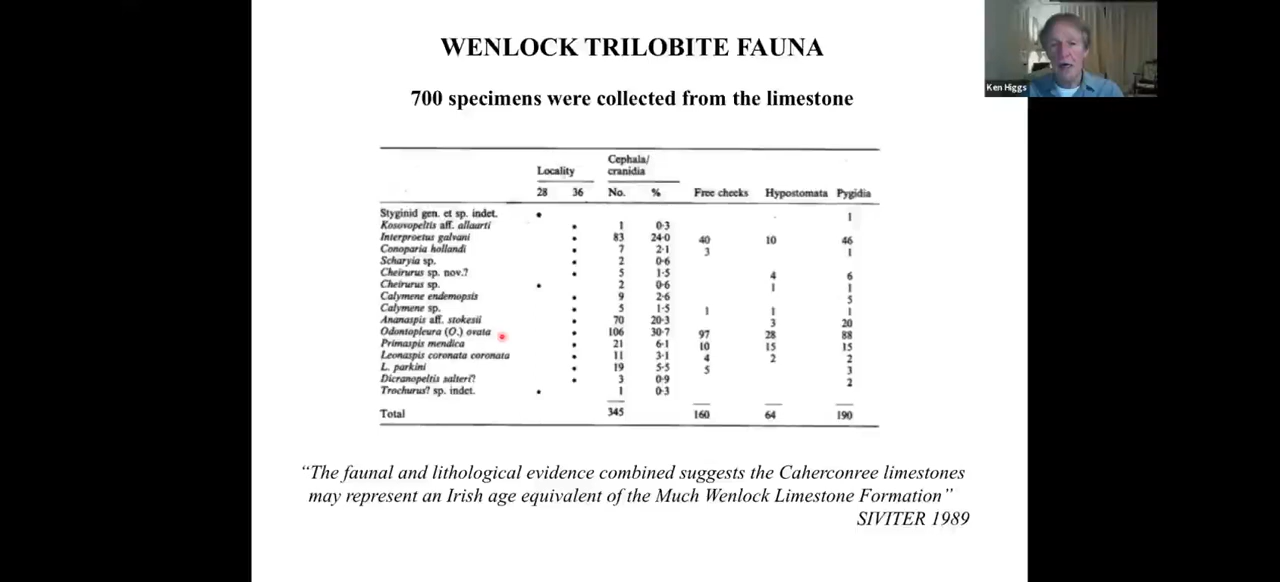 WENLOCK TRILOBITE FAUNA
700 specimens were collected from the limestone
Locality Cephala/ cranidia
28 36 No. % Free cheeks Hypostomata Pygidia
Styginid gen. et sp. indet. • 1
Kosovopeltis aff. allaarti • 1 0·3
Interproetus galvani • 83 24·0 40 10 46
Conoparia hollandi • 7 2·1 3 1
Scharyia sp. • 2 0·6
Cheirurus sp. nov.? • 5 1·5 4 6
Cheirurus sp. • 2 0·6 1 1
Calymene endemopsis • 9 2·6 5
Calymene sp. • 5 1·5 1 1 1
Ananaspis aff. stokesii • 70 20·3 3 20
Odontopleura (O.) ovata • 106 30·7 97 28 88
Primaspis mendica • 21 6·1 10 15 15
Leonaspis coronata coronata • 11 3·1 4 2 2
L. parkini • 19 5·5 5 3
Dicranopeltis salteri? • 3 0·9 2
Trochurus? sp. indet. • 1 0·3
Total 345 160 64 190
“The faunal and lithological evidence combined suggests the Caherconree limestones
may represent an Irish age equivalent of the Much Wenlock Limestone Formation”
SIVITER 1989
Ken Higgs